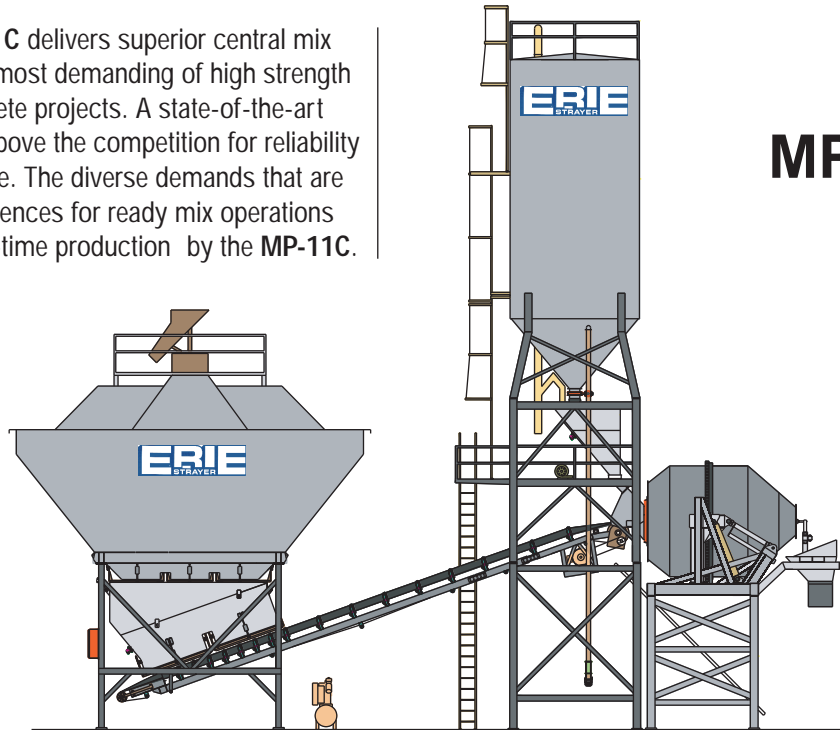 C delivers superior central mix
most demanding of high strength
ete projects. A state-of-the-art
bove the competition for reliability
e. The diverse demands that are
ences for ready mix operations
time production by the MP-11C.
ERIE
STRAYER
MP
ERIE
STRAYER